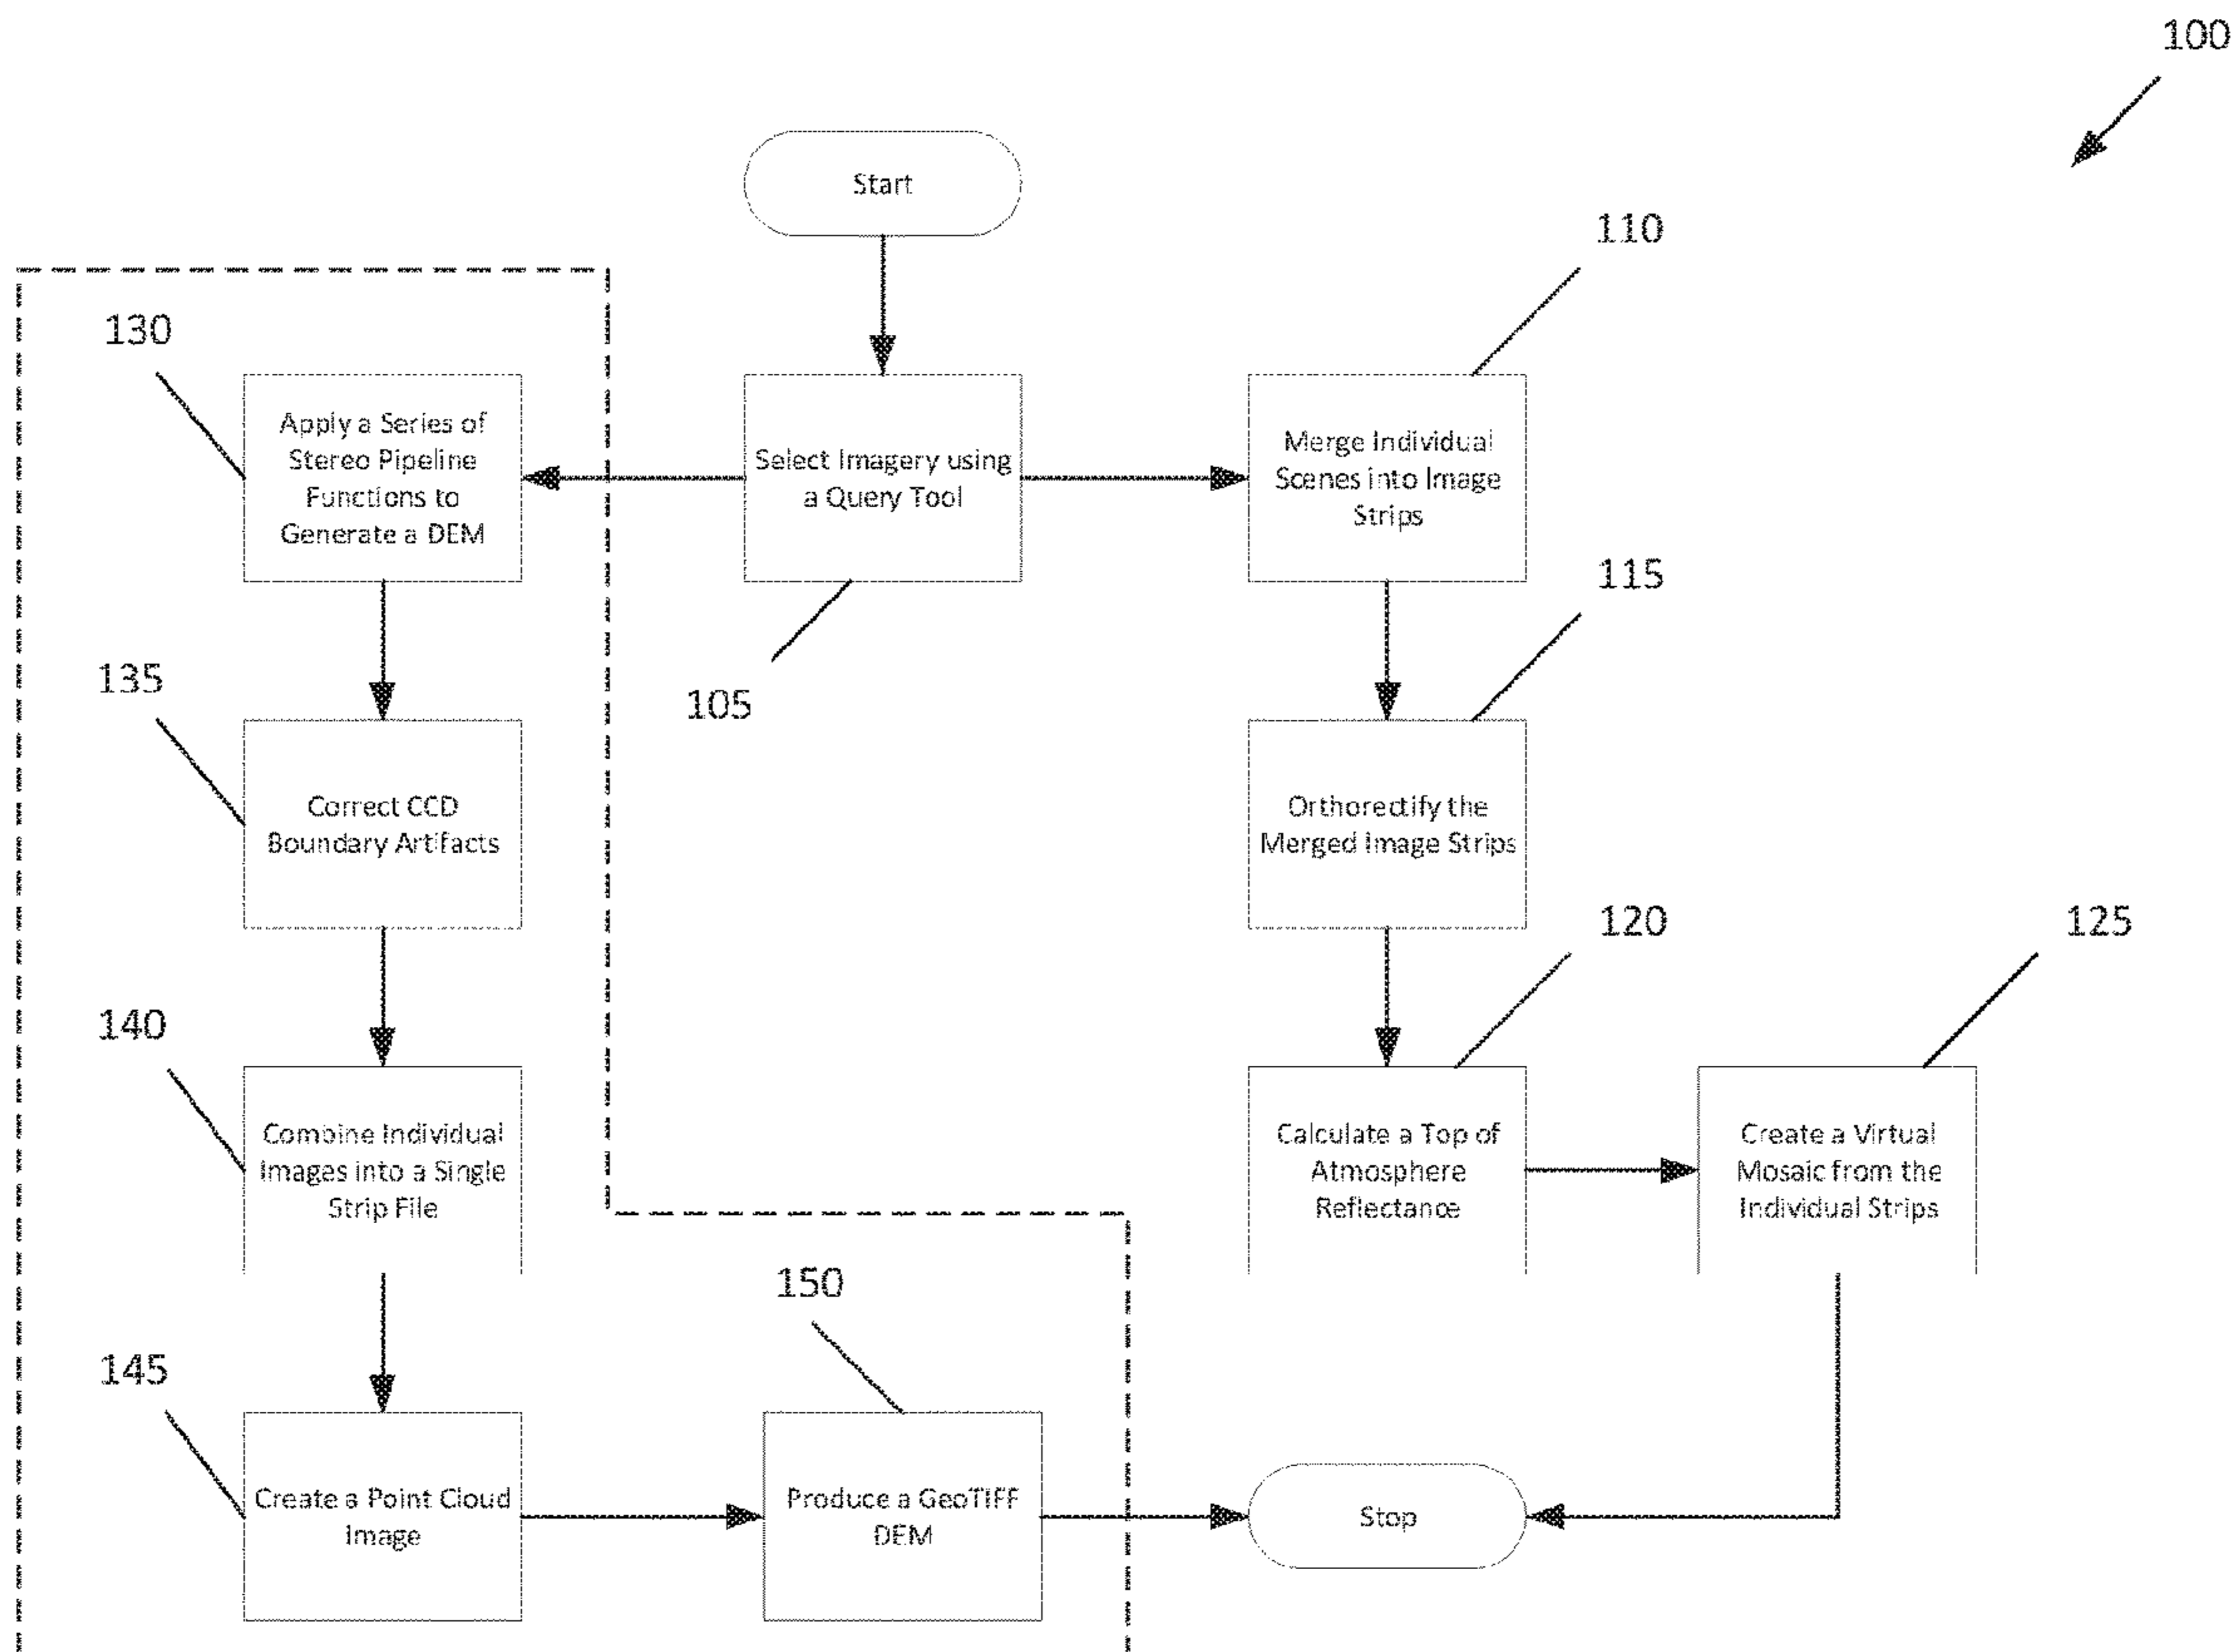 100
Start
110
130
Apply a Series of
Stereo Pipeline
Functions to
Generate a DEM
Select Imagery using
a Query Tool
Merge Individual
Scenes into Image
Strips
115
135
105
Correct CCD
Boundary Artifacts
Orthorectify the
Merged Image Strips
120
125
140
Combine Individual
Images into a Single
Strip File
Calculate a Top of
Atmosphere
Reflectance
Create a Virtual
Mosaic from the
Individual Strips
150
145
Create a Point Cloud
Image
Produce a GeoTIFF
DEM
Stop